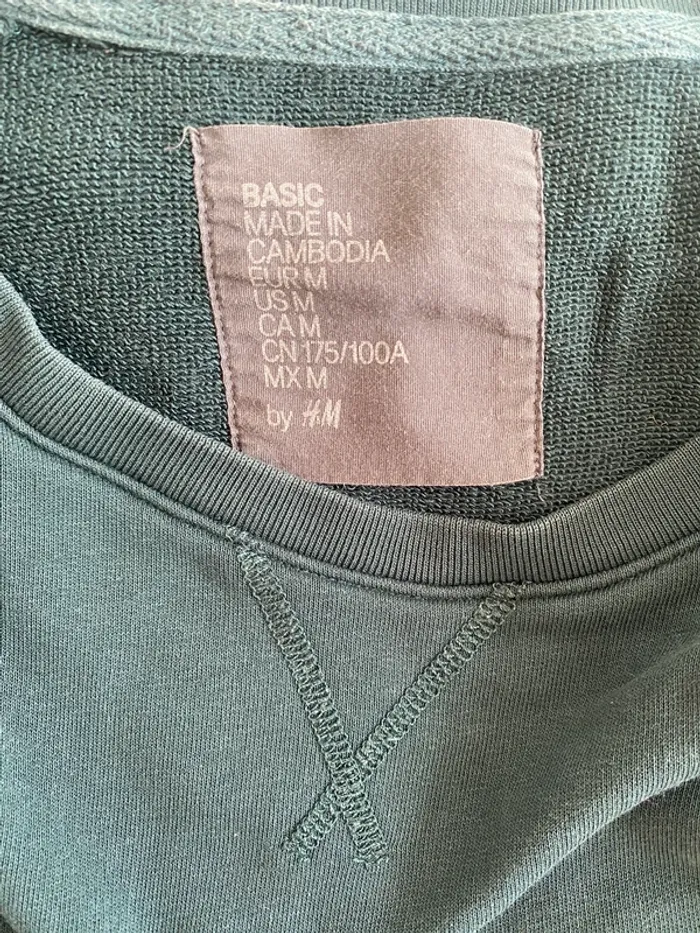 BASIC
MADE IN
CAMBODIA
EUR M
US M
CA M
CN 175/100A
MX M
by H&M